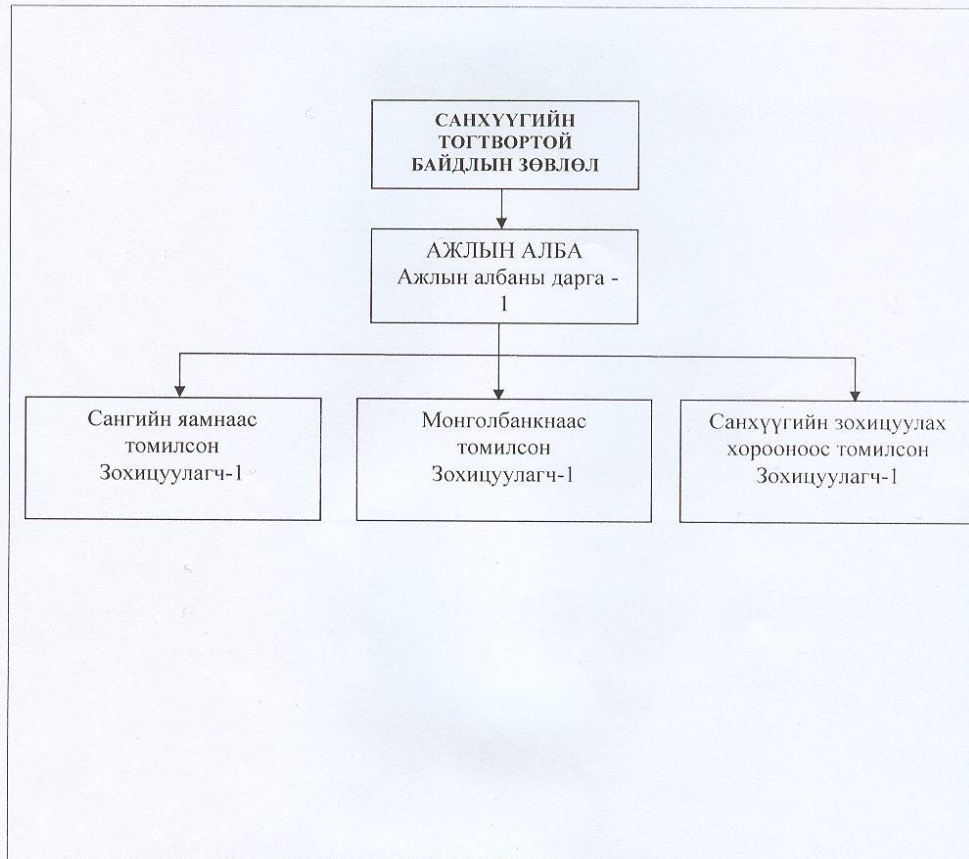 САНХҮҮГИЙН
ТОГТВОРТОЙ
БАЙДЛЫН ЗӨВЛӨЛ
АЖЛЫН АЛБА
Ажлын албаны дарга -
1
Сангийн яамнаас
томилсон
Зохицуулагч-1
Монголбанкнаас
томилсон
Зохицуулагч-1
Санхүүгийн зохицуулах
хорооноос томилсон
Зохицуулагч-1